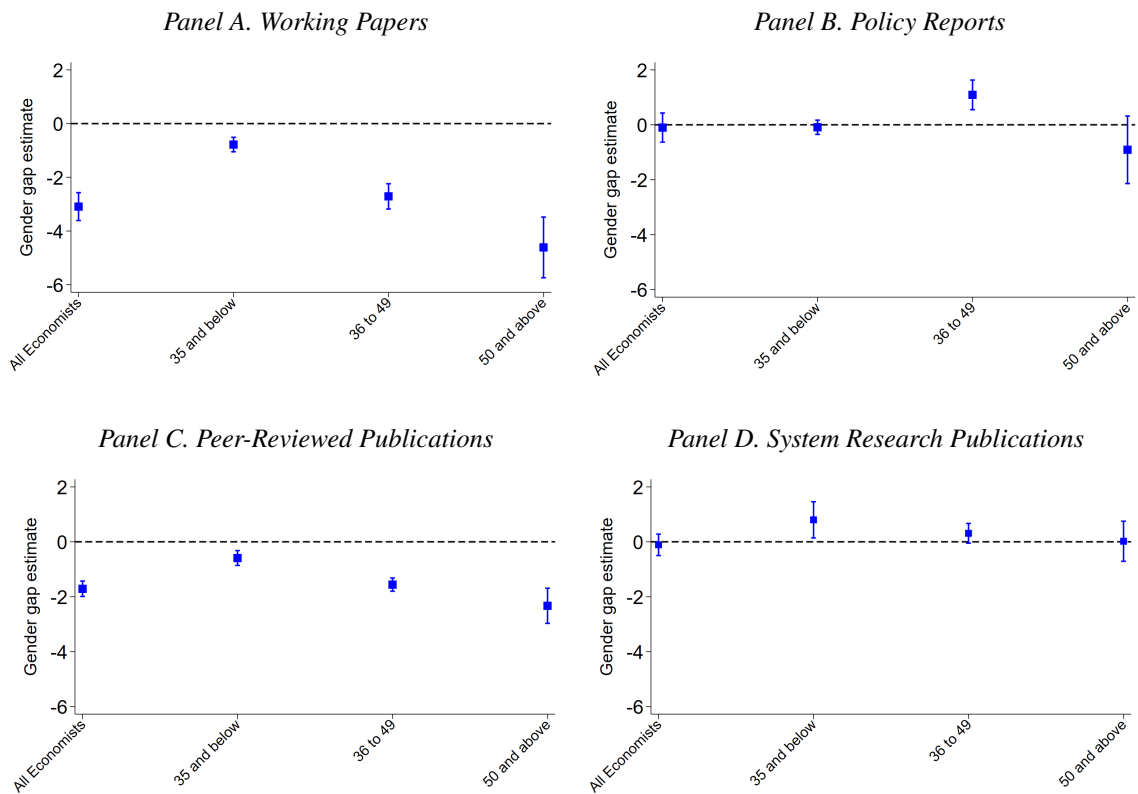 Panel A. Working Papers
2
0
-2
-4
-6
Gender gap estimate
All Economists
35 and below
36 to 49
50 and above
Panel B. Policy Reports
2
0
-2
-4
-6
Gender gap estimate
All Economists
35 and below
36 to 49
50 and above
Panel C. Peer-Reviewed Publications
2
0
-2
-4
-6
Gender gap estimate
All Economists
35 and below
36 to 49
50 and above
Panel D. System Research Publications
2
0
-2
-4
-6
Gender gap estimate
All Economists
35 and below
36 to 49
50 and above